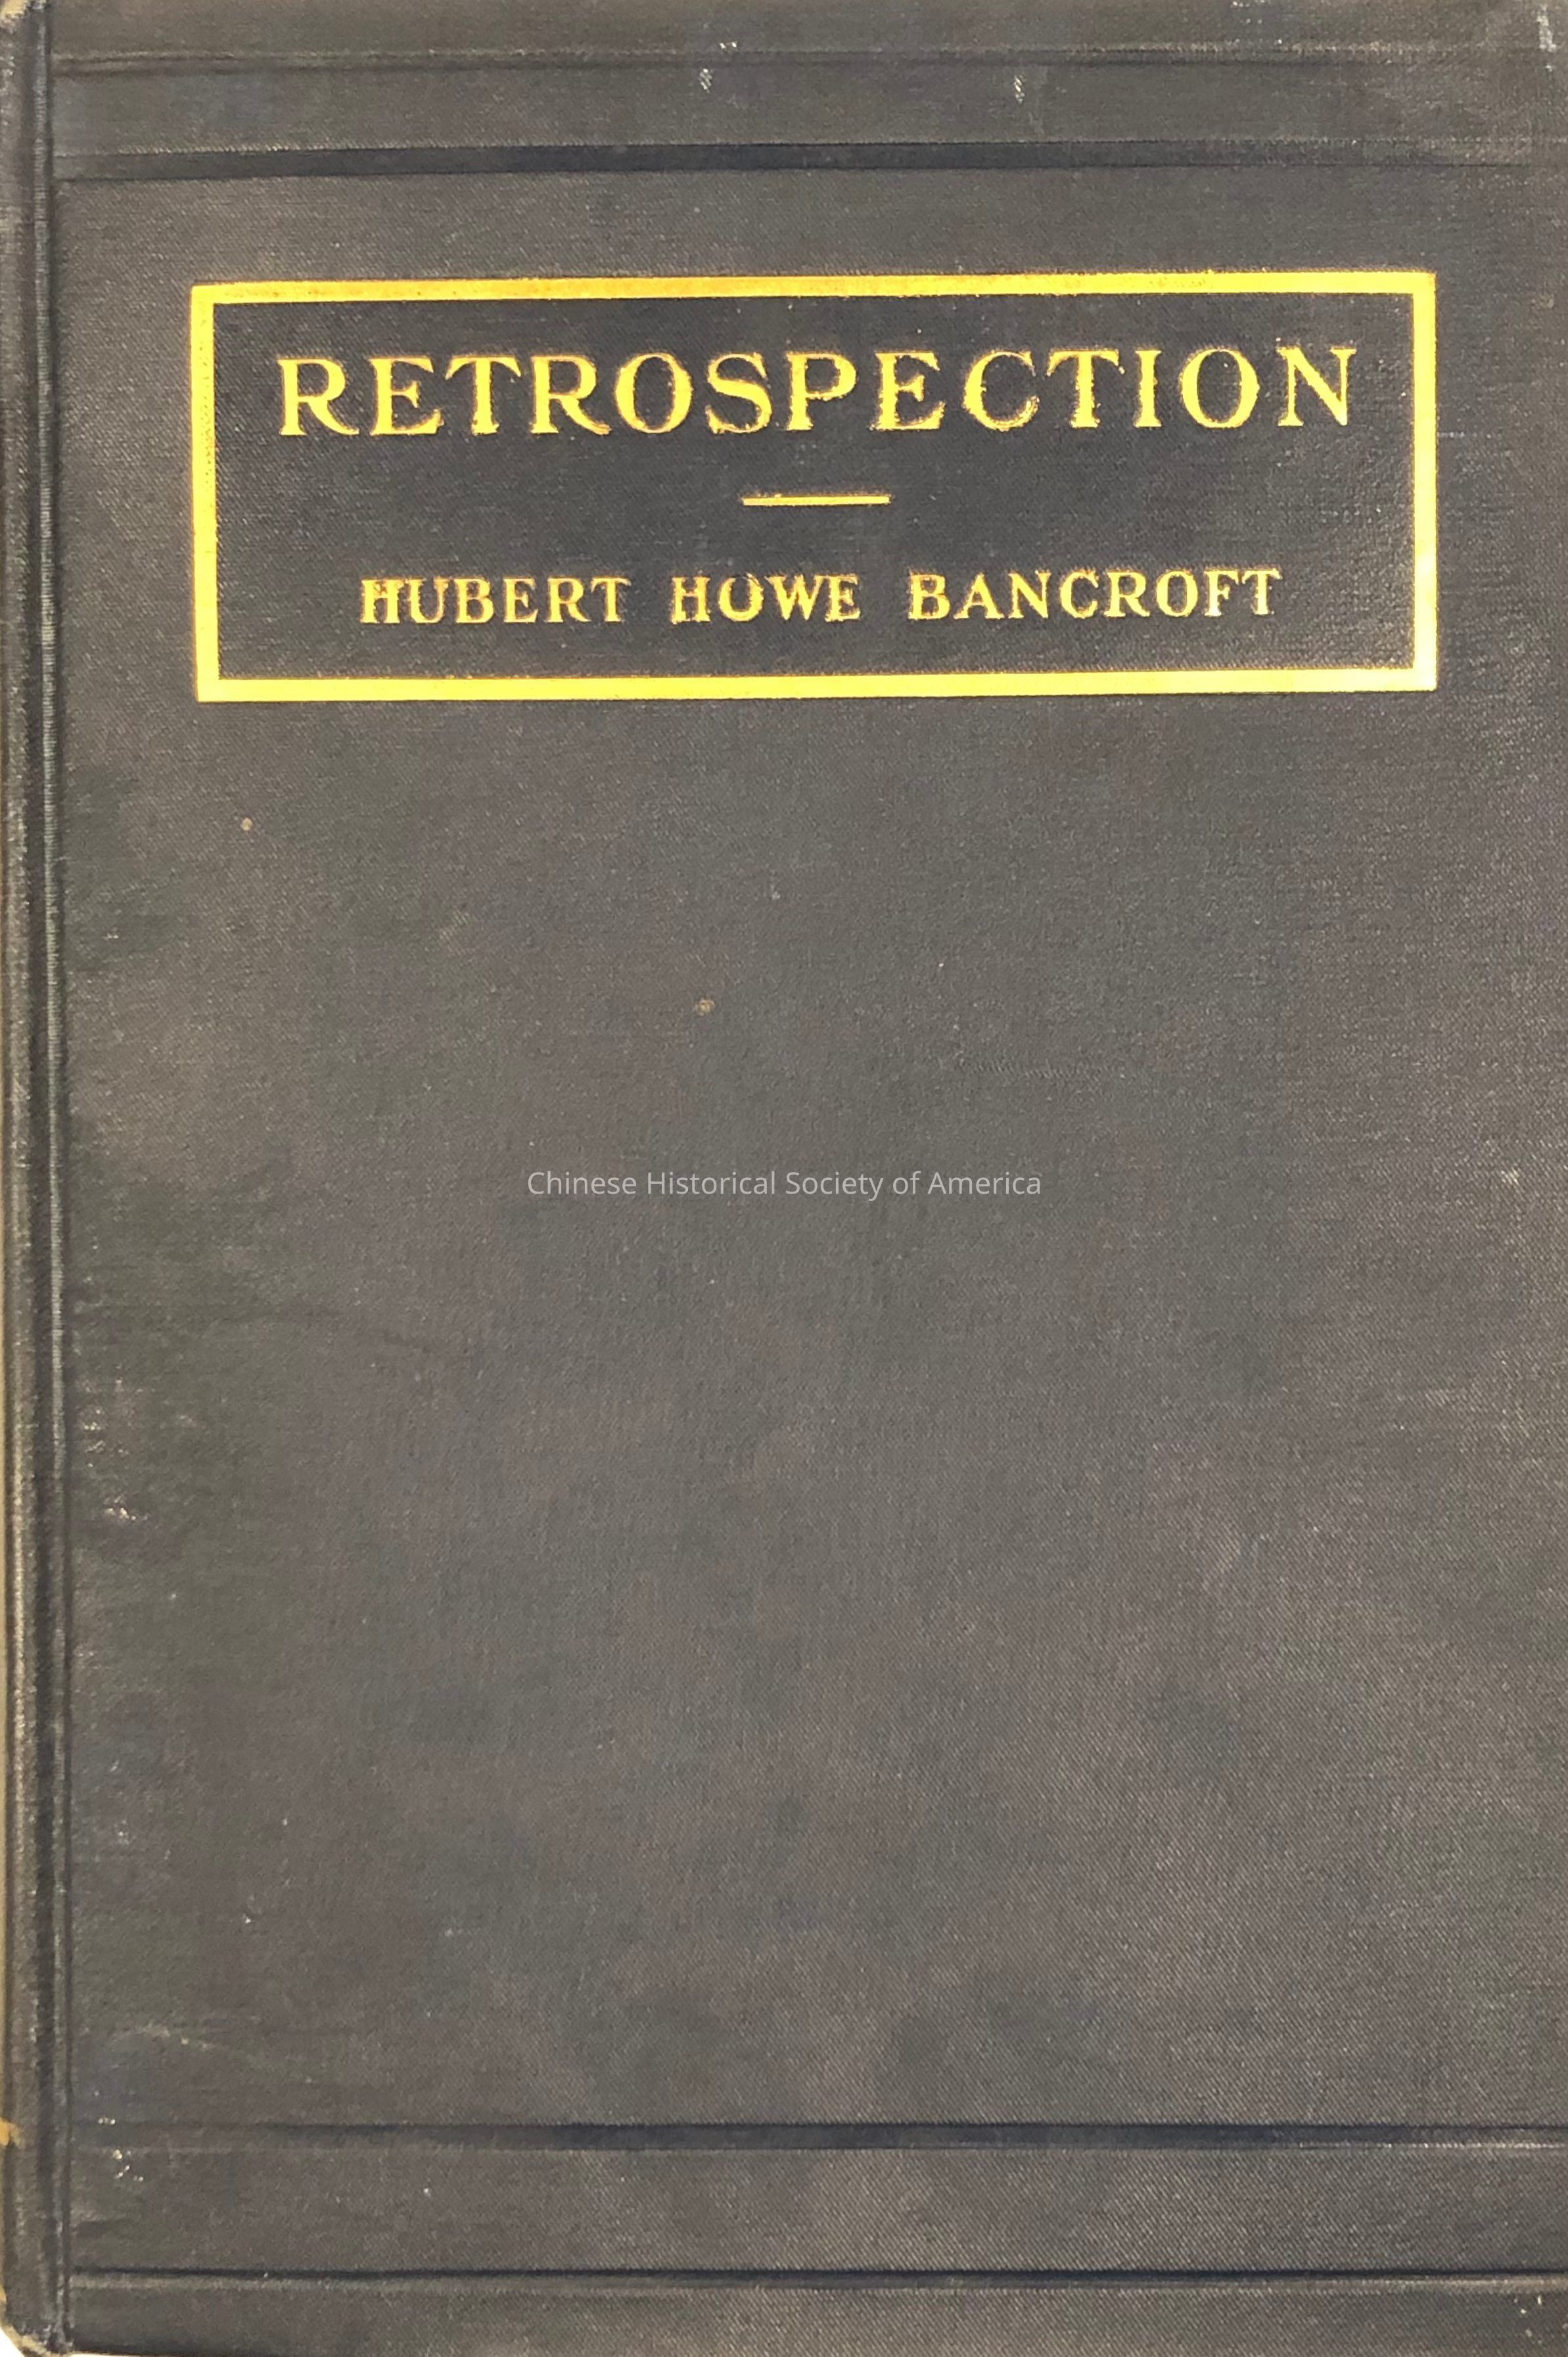 RETROSPECTION
HUBERT HOWE BANCROFT
Chinese Historical Society of America